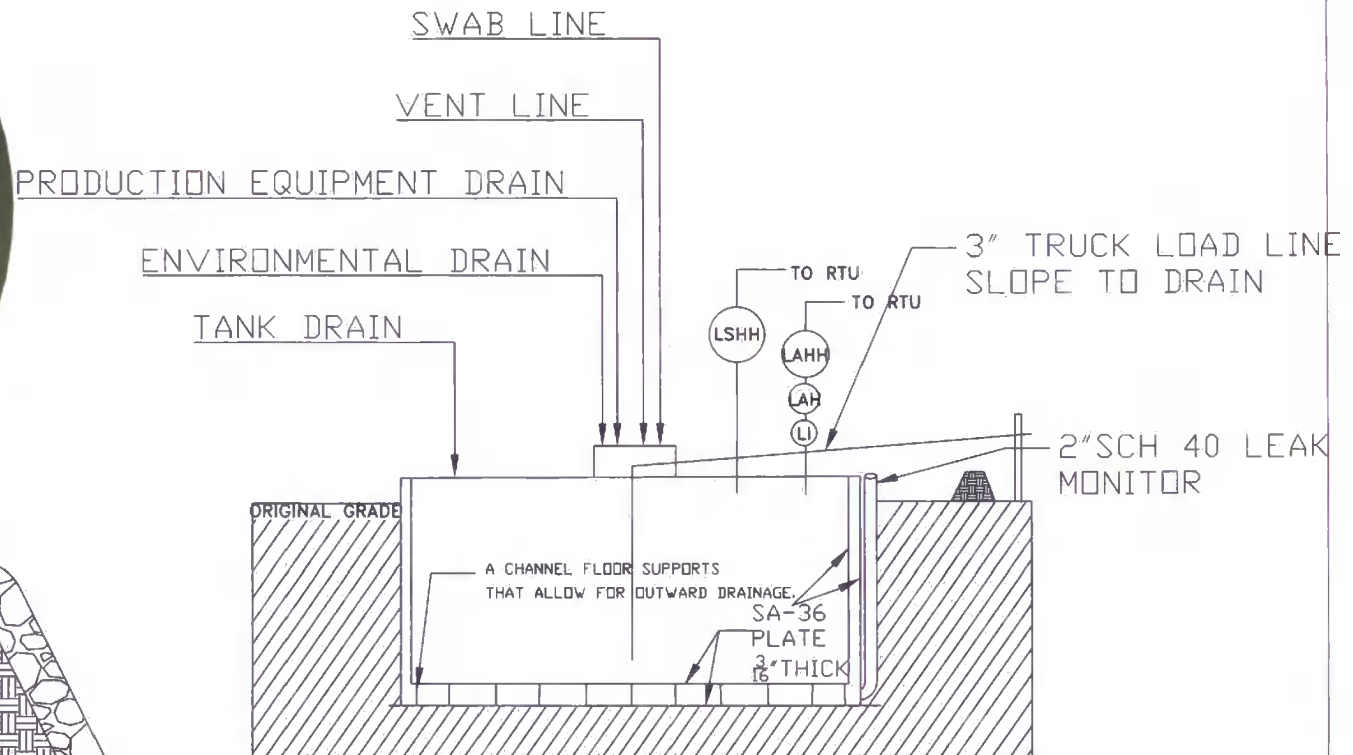 SWAB LINE
VENT LINE
PRODUCTION EQUIPMENT DRAIN
ENVIRONMENTAL DRAIN
TANK DRAIN
TO RTU
TO RTU
3" TRUCK LOAD LINE
SLOPE TO DRAIN
LSHH
LAHH
LAH
LI
2"SCH 40 LEAK
MONITOR
ORIGINAL GRADE
A CHANNEL FLOOR SUPPORTS
THAT ALLOW FOR OUTWARD DRAINAGE.
SA-36
PLATE
3/16"THICK